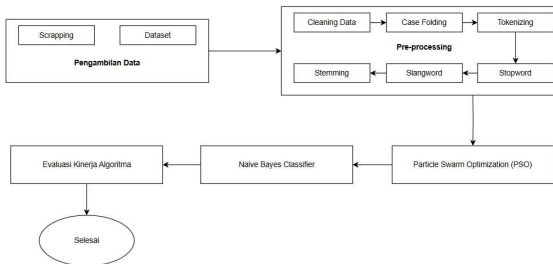 Scrapping
Dataset
Pengambilan Data
Cleaning Data
Case Folding
Tokenizing
Pre-processing
Stemming
Slangword
Stopword
Evaluasi Kinerja Algoritma
Naive Bayes Classifier
Particle Swarm Optimization (PSO)
Selesai